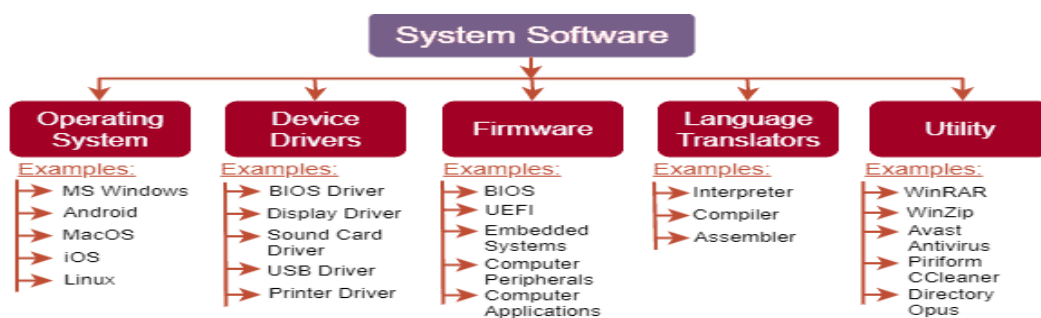 System Software
Operating
System
Examples:
MS Windows
Android
MacOS
iOS
Linux
Device
Drivers
Examples:
BIOS Driver
Display Driver
Sound Card
Driver
USB Driver
Printer Driver
Firmware
Examples:
BIOS
UEFI
Embedded
Systems
Computer
Peripherals
Computer
Applications
Language
Translators
Examples:
Interpreter
Compiler
Assembler
Utility
Examples:
WinRAR
WinZip
Avast
Antivirus
Piriform
CCleaner
Directory
Opus